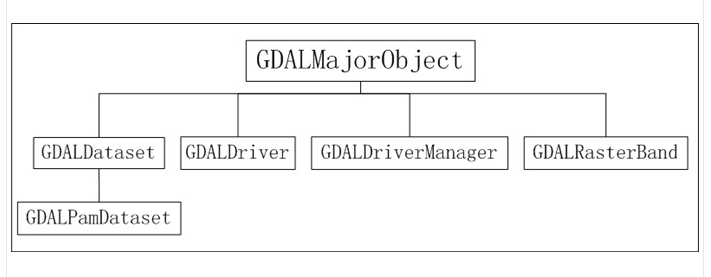 GDALMajorObject
GDALDataset
GDALDriver
GDALDriverManager
GDALRasterBand
GDALPamDataset